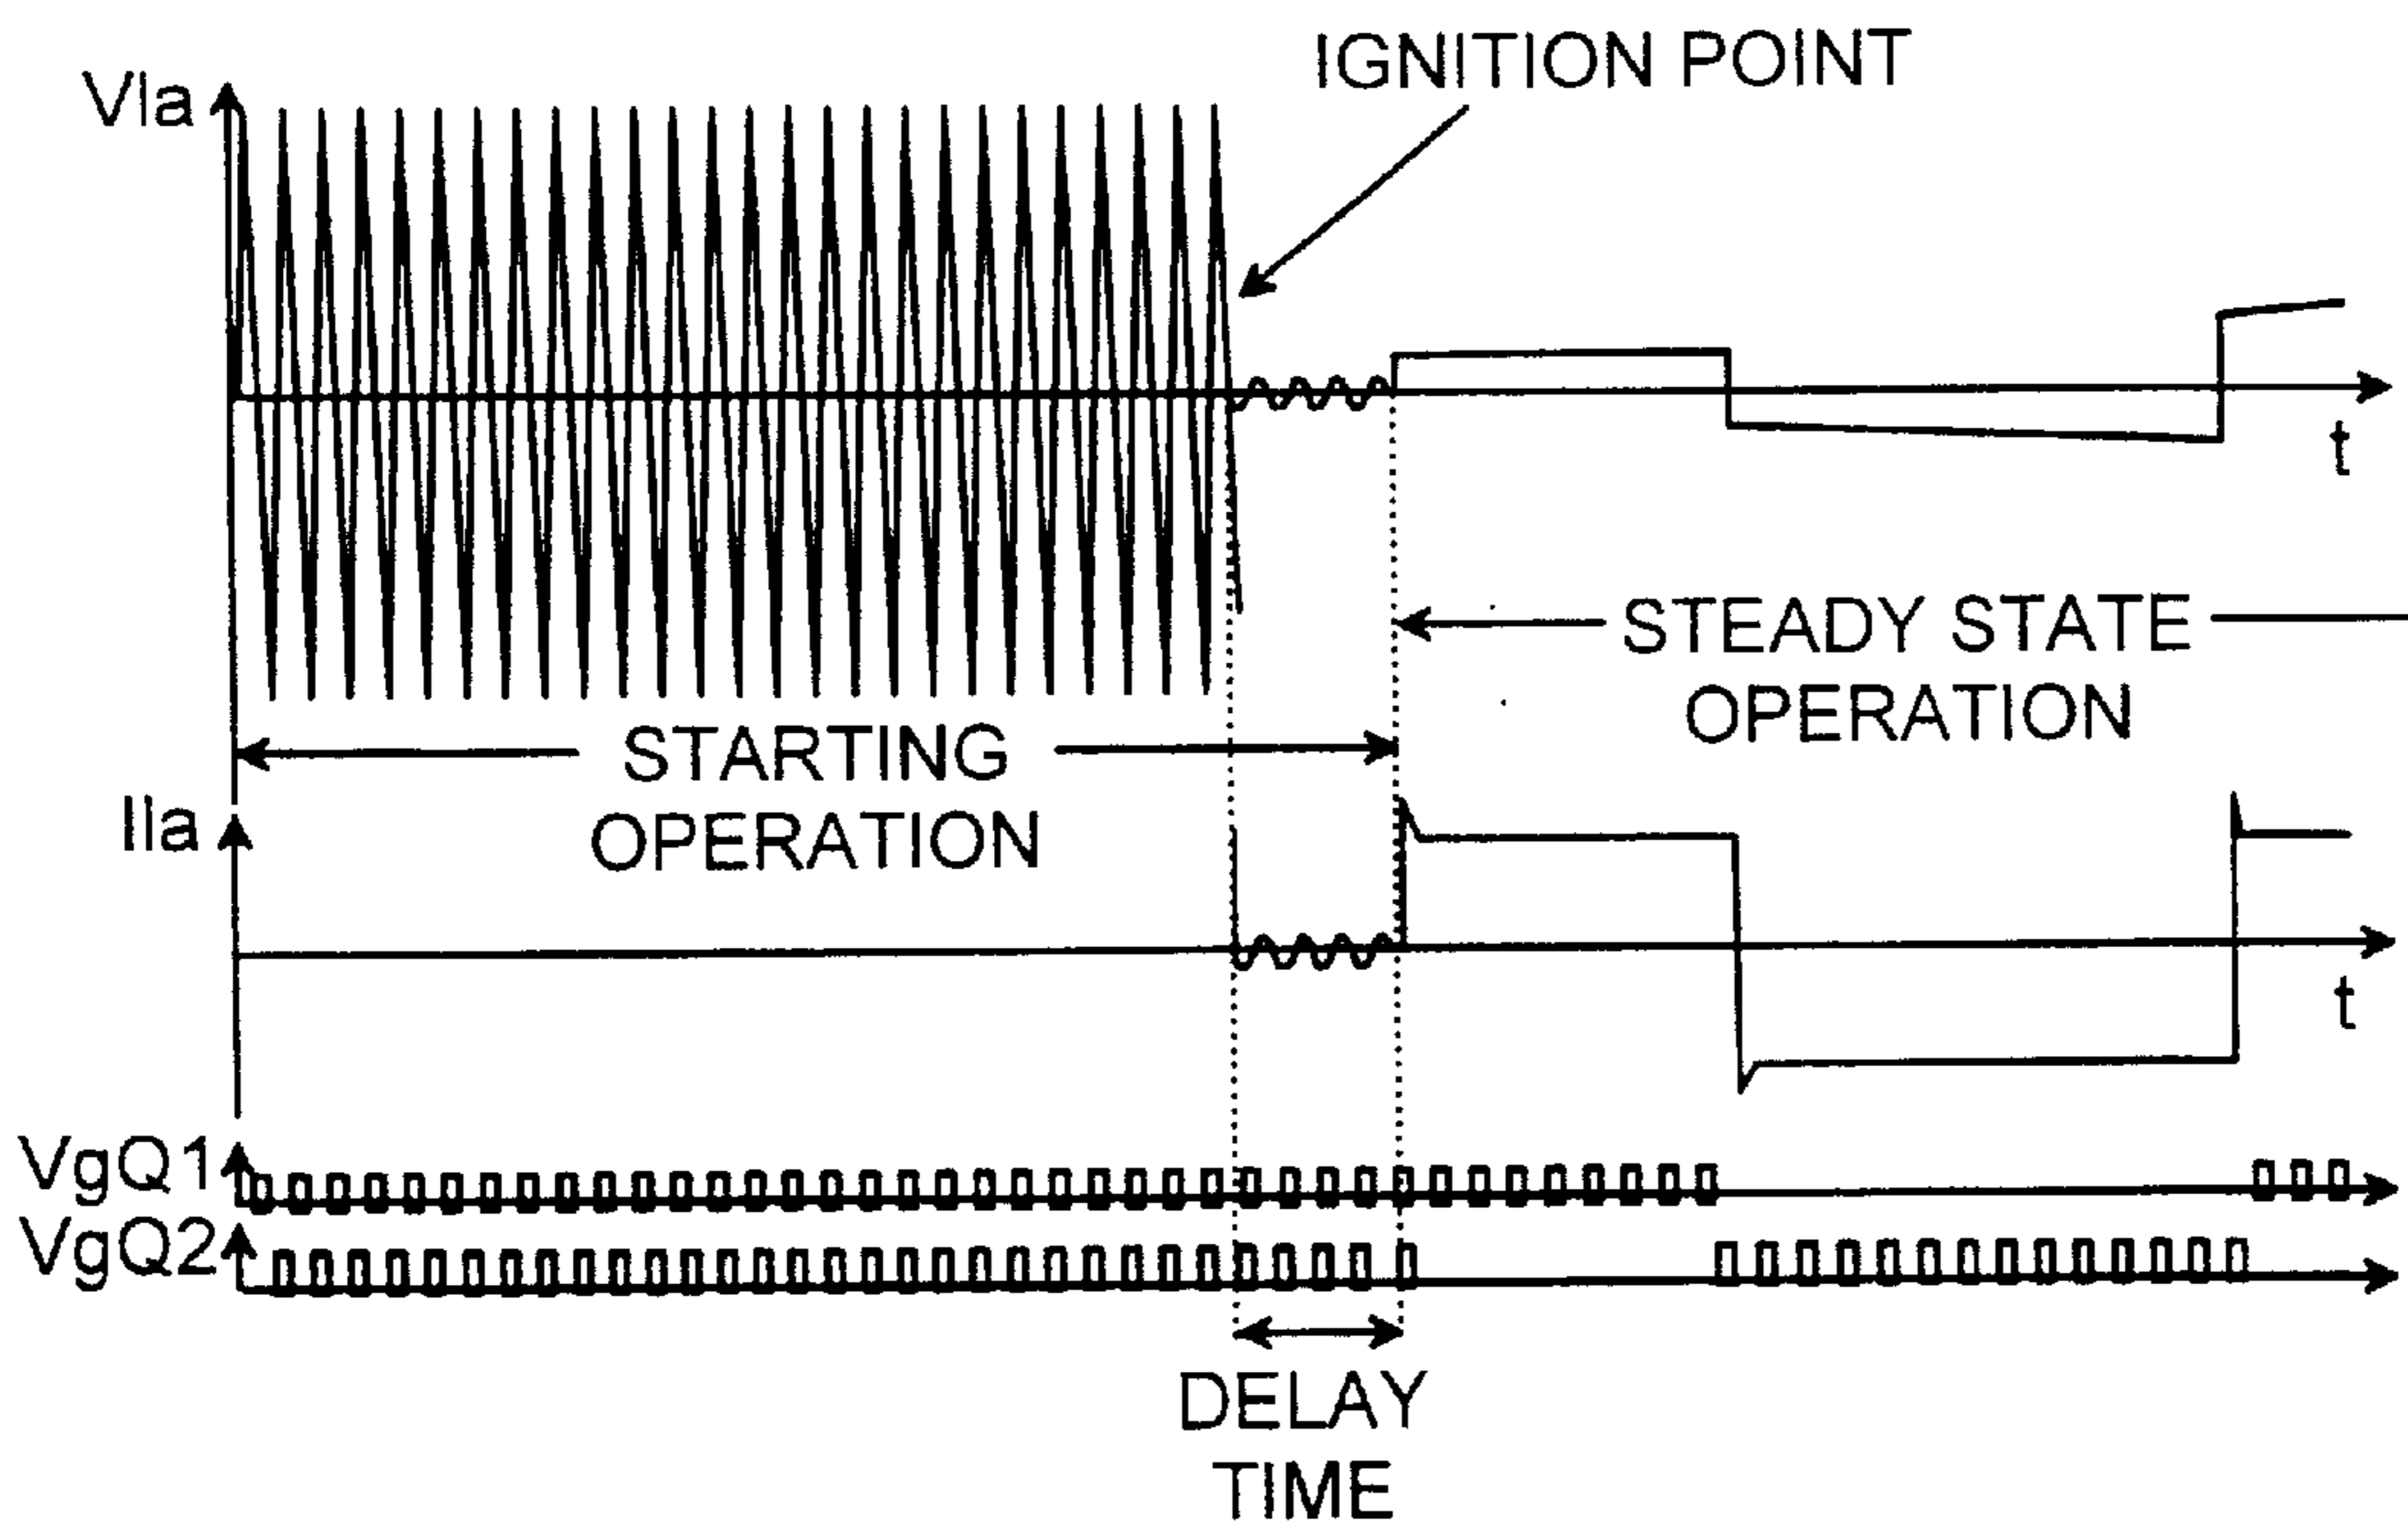 IGNITION POINT
Vla
t
STEADY STATE
OPERATION
STARTING
OPERATION
Ila
t
VgQ1
VgQ2
DELAY
TIME